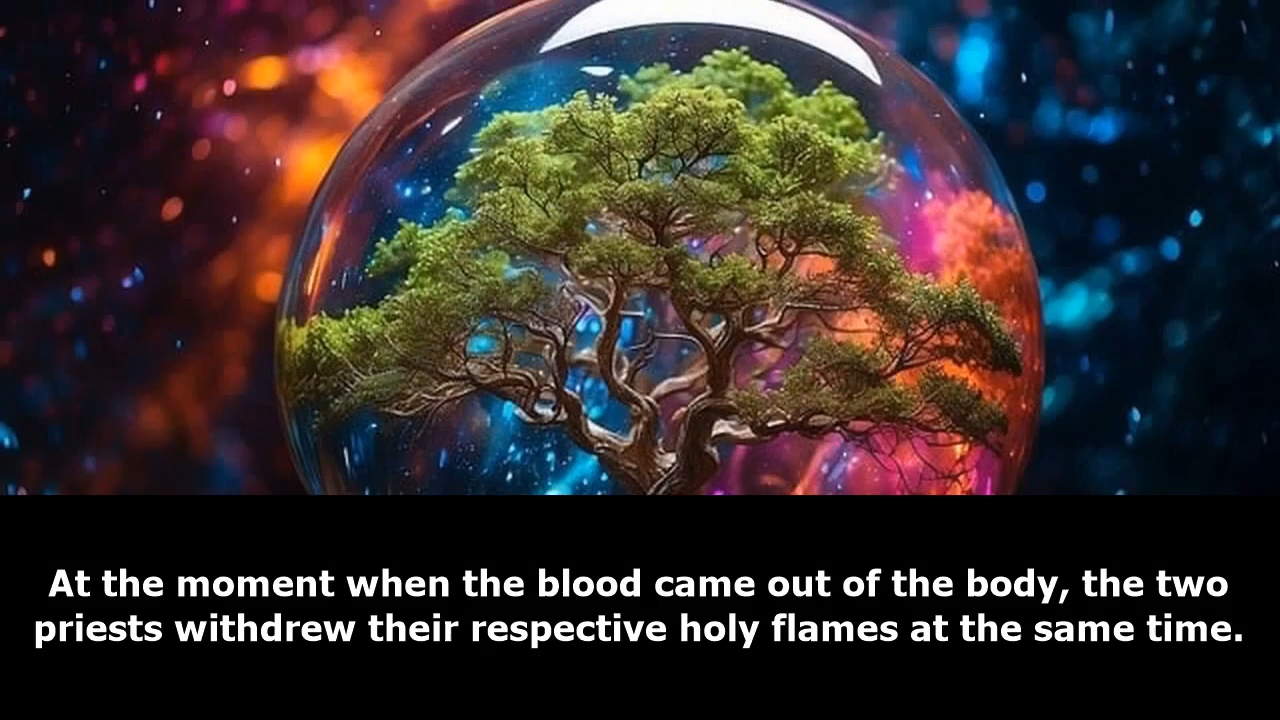 At the moment when the blood came out of the body, the two
priests withdrew their respective holy flames at the same time.